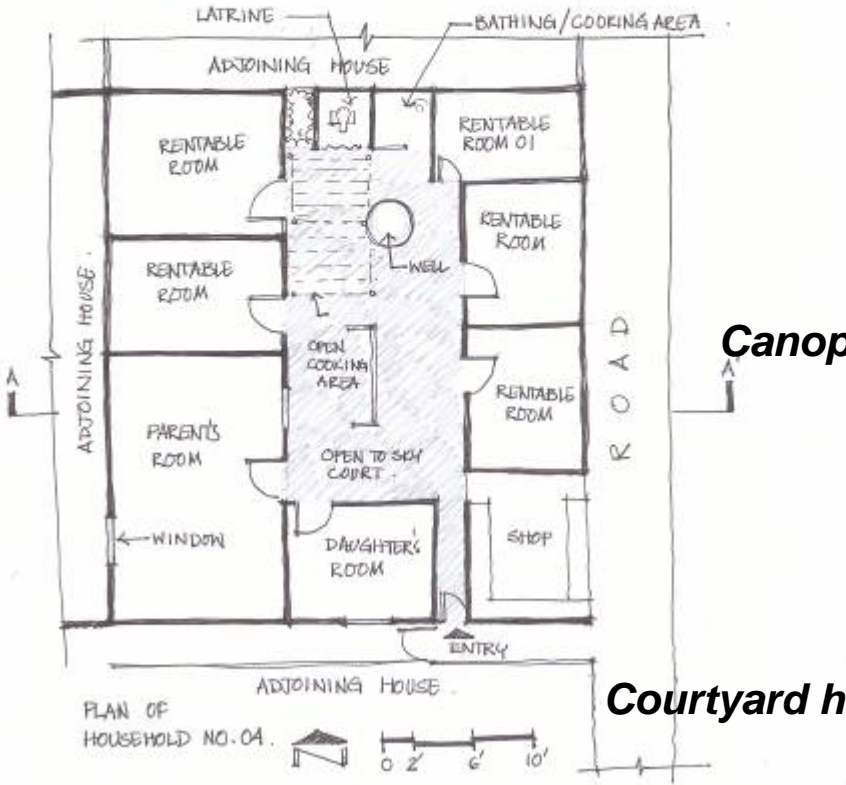 LATRINE
BATHING/COOKING AREA
ADJOINING HOUSE
RENTABLE
ROOM
RENTABLE
ROOM 01
RENTABLE
ROOM
WELL
RENTABLE
ROOM
ADJOINING HOUSE.
OPEN
COOKING
AREA
ROAD
Canop
A
A'
RENTABLE
ROOM
PARENT'S
ROOM
OPEN TO SKY
COURT.
WINDOW
DAUGHTER'S
ROOM
SHOP
ENTRY
ADJOINING HOUSE.
Courtyard h
PLAN OF
HOUSEHOLD NO.04.
N
0 2' 6' 10'